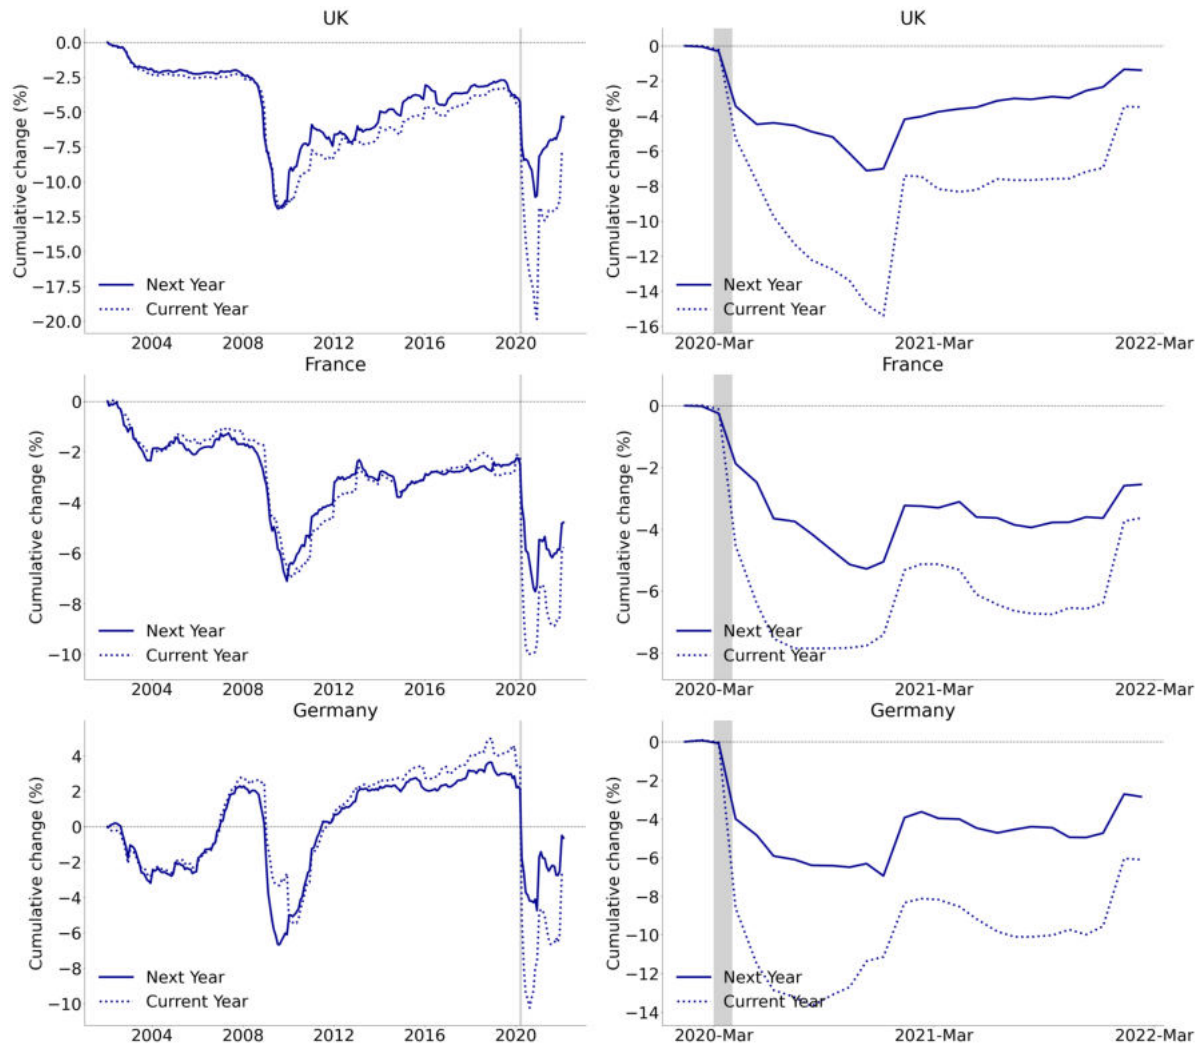 UK
Cumulative change (%)
0.0
−2.5
−5.0
−7.5
−10.0
−12.5
−15.0
−17.5
−20.0
Next Year
Current Year
2004 2008 2012 2016 2020
UK
Cumulative change (%)
0
−2
−4
−6
−8
−10
−12
−14
−16
Next Year
Current Year
2020-Mar 2021-Mar 2022-Mar
France
Cumulative change (%)
0
−2
−4
−6
−8
−10
Next Year
Current Year
2004 2008 2012 2016 2020
France
Cumulative change (%)
0
−2
−4
−6
−8
Next Year
Current Year
2020-Mar 2021-Mar 2022-Mar
Germany
Cumulative change (%)
4
2
0
−2
−4
−6
−8
−10
Next Year
Current Year
2004 2008 2012 2016 2020
Germany
Cumulative change (%)
0
−2
−4
−6
−8
−10
−12
−14
Next Year
Current Year
2020-Mar 2021-Mar 2022-Mar